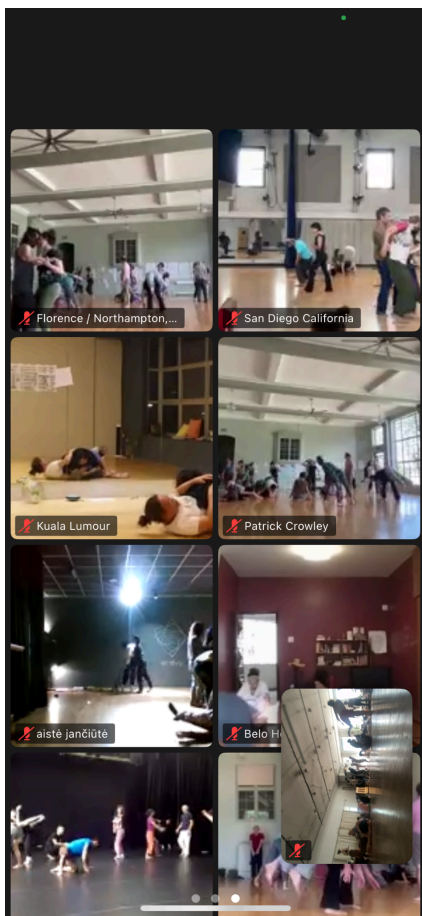 Florence / Northampton,...
San Diego California
Kuala Lumour
Patrick Crowley
aistė jančiūtė
Belo H